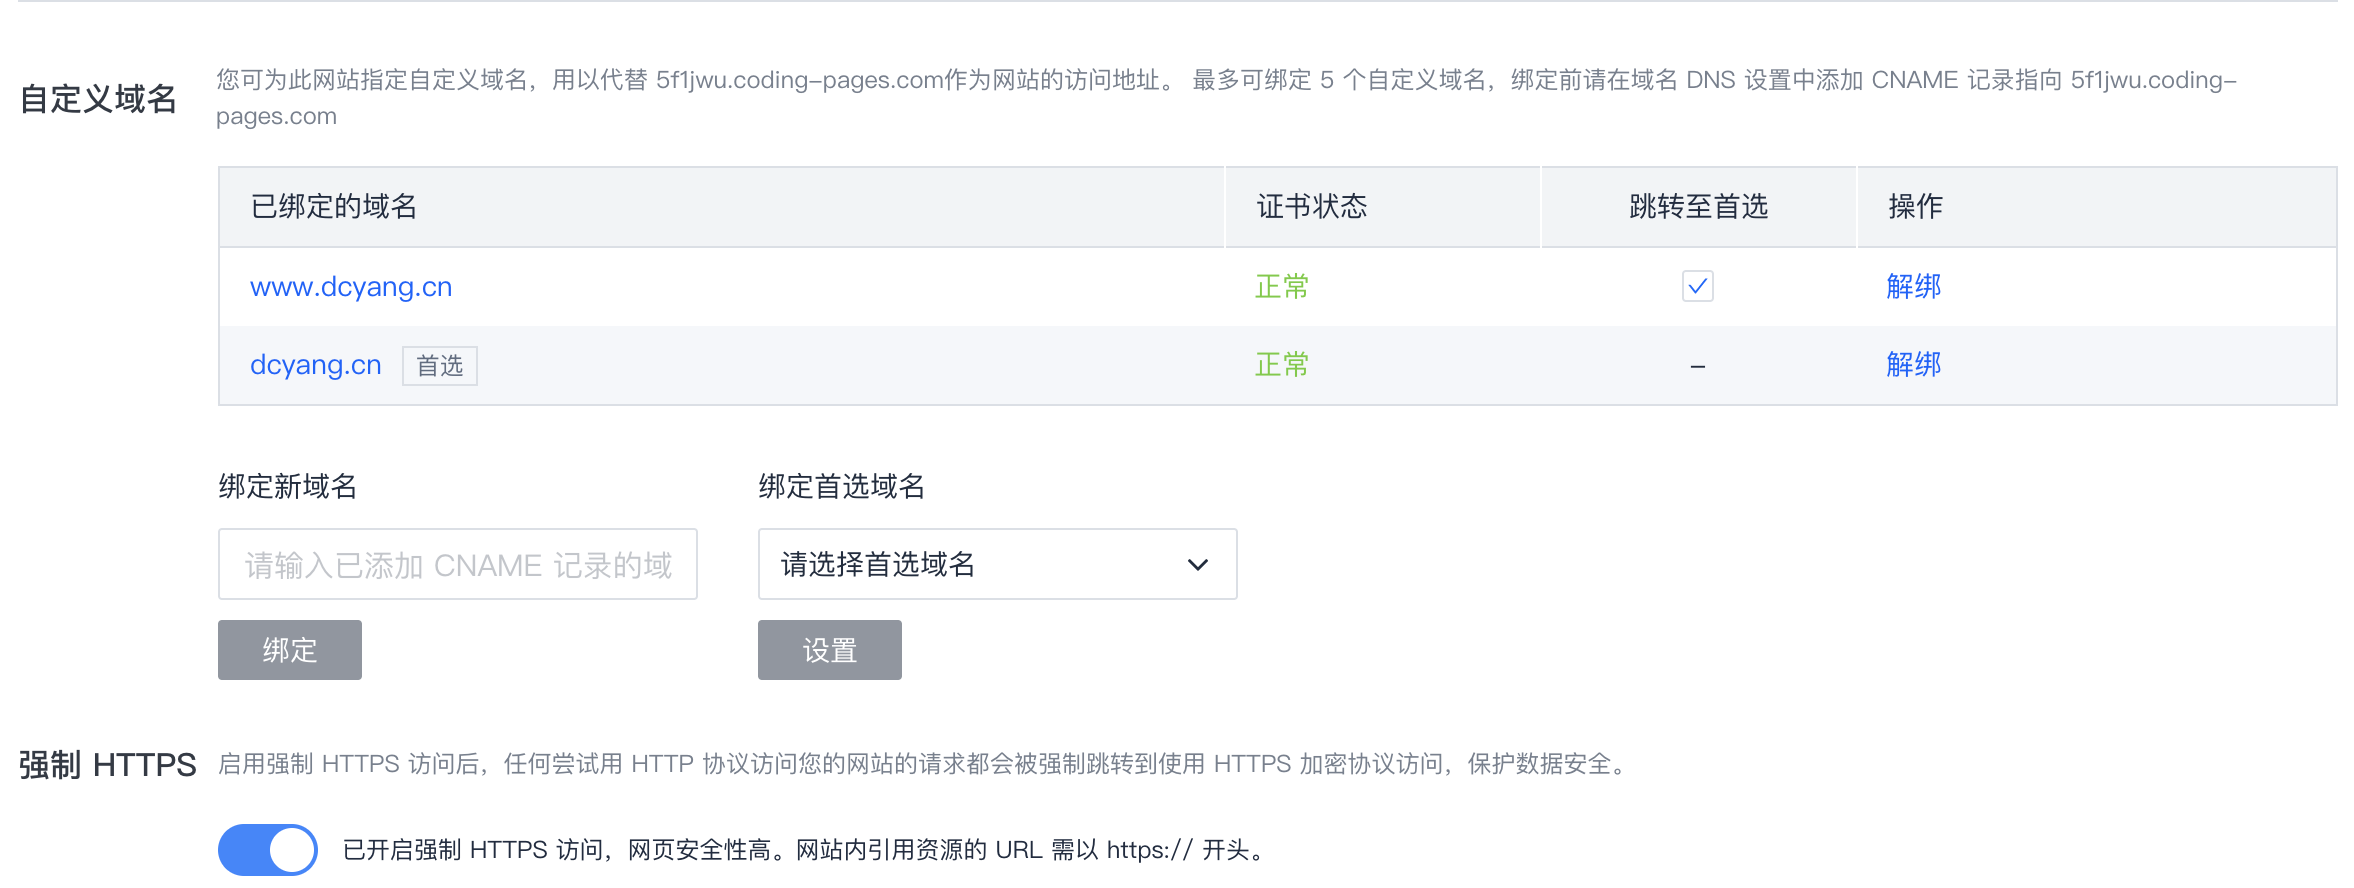 自定义域名
您可为此网站指定自定义域名，用以代替 5f1jwu.coding-pages.com作为网站的访问地址。 最多可绑定 5 个自定义域名，绑定前请在域名 DNS 设置中添加 CNAME 记录指向 5f1jwu.coding-
pages.com
已绑定的域名 证书状态 跳转至首选 操作
www.dcyang.cn 正常 解绑
dcyang.cn 首选 正常 – 解绑
绑定新域名 绑定首选域名
请输入已添加 CNAME 记录的域 请选择首选域名
绑定 设置
强制 HTTPS 启用强制 HTTPS 访问后，任何尝试用 HTTP 协议访问您的网站的请求都会被强制跳转到使用 HTTPS 加密协议访问，保护数据安全。
已开启强制 HTTPS 访问，网页安全性高。网站内引用资源的 URL 需以 https:// 开头。